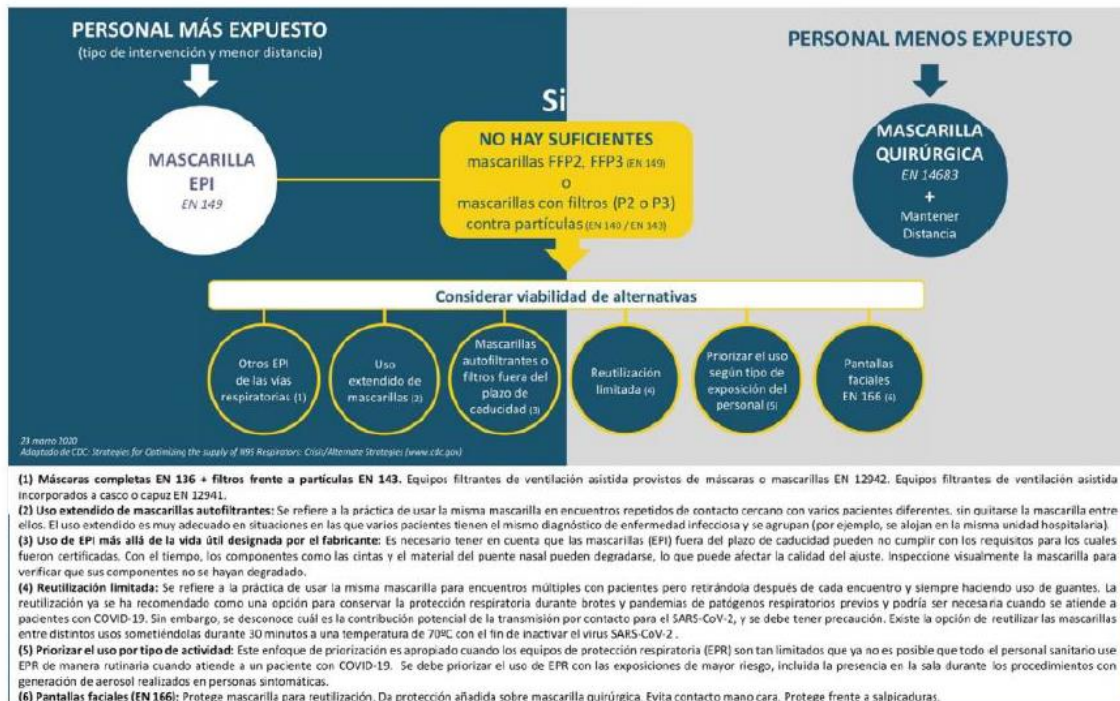 PERSONAL MÁS EXPUESTO
(tipo de intervención y menor distancia)
PERSONAL MENOS EXPUESTO
Si
MASCARILLA
EPI
EN 149
NO HAY SUFICIENTES
mascarillas FFP2, FFP3 (EN 149)
o
mascarillas con filtros (P2 o P3)
contra partículas (EN 140 / EN 143)
MASCARILLA
QUIRÚRGICA
EN 14683
+
Mantener
Distancia
Considerar viabilidad de alternativas
Otros EPI
de las vías
respiratorias (1)
Uso
extendido de
mascarillas (2)
Mascarillas
autofiltrantes o
filtros fuera del
plazo de
caducidad (3)
Reutilización
limitada (4)
Priorizar el uso
según tipo de
exposición del
personal (5)
Pantallas
faciales
EN 166 (6)
23 marzo 2020
Adaptado de CDC: Strategies for Optimizing the supply of N95 Respirators: Crisis/Alternate Strategies (www.cdc.gov)
(1) Máscaras completas EN 136 + filtros frente a partículas EN 143. Equipos filtrantes de ventilación asistida provistos de máscaras o mascarillas EN 12942. Equipos filtrantes de ventilación asistida
incorporados a casco o capuz EN 12941.
(2) Uso extendido de mascarillas autofiltrantes: Se refiere a la práctica de usar la misma mascarilla en encuentros repetidos de contacto cercano con varios pacientes diferentes, sin quitarse la mascarilla entre
ellos. El uso extendido es muy adecuado en situaciones en las que varios pacientes tienen el mismo diagnóstico de enfermedad infecciosa y se agrupan (por ejemplo, se alojan en la misma unidad hospitalaria).
(3) Uso de EPI más allá de la vida útil designada por el fabricante: Es necesario tener en cuenta que las mascarillas (EPI) fuera del plazo de caducidad pueden no cumplir con los requisitos para los cuales
fueron certificadas. Con el tiempo, los componentes como las cintas y el material del puente nasal pueden degradarse, lo que puede afectar la calidad del ajuste. Inspeccione visualmente la mascarilla para
verificar que sus componentes no se hayan degradado.
(4) Reutilización limitada: Se refiere a la práctica de usar la misma mascarilla para encuentros múltiples con pacientes pero retirándola después de cada encuentro y siempre haciendo uso de guantes. La
reutilización ya se ha recomendado como una opción para conservar la protección respiratoria durante brotes y pandemias de patógenos respiratorios previos y podría ser necesaria cuando se atiende a
pacientes con COVID-19. Sin embargo, se desconoce cuál es la contribución potencial de la transmisión por contacto para el SARS-CoV-2, y se debe tener precaución. Existe la opción de reutilizar las mascarillas
entre distintos usos sometiéndolas durante 30 minutos a una temperatura de 70ºC con el fin de inactivar el virus SARS-CoV-2 .
(5) Priorizar el uso por tipo de actividad: Este enfoque de priorización es apropiado cuando los equipos de protección respiratoria (EPR) son tan limitados que ya no es posible que todo el personal sanitario use
EPR de manera rutinaria cuando atiende a un paciente con COVID-19. Se debe priorizar el uso de EPR con las exposiciones de mayor riesgo, incluida la presencia en la sala durante los procedimientos con
generación de aerosol realizados en personas sintomáticas.
(6) Pantallas faciales (EN 166): Protege mascarilla para reutilización. Da protección añadida sobre mascarilla quirúrgica. Evita contacto mano cara. Protege frente a salpicaduras.